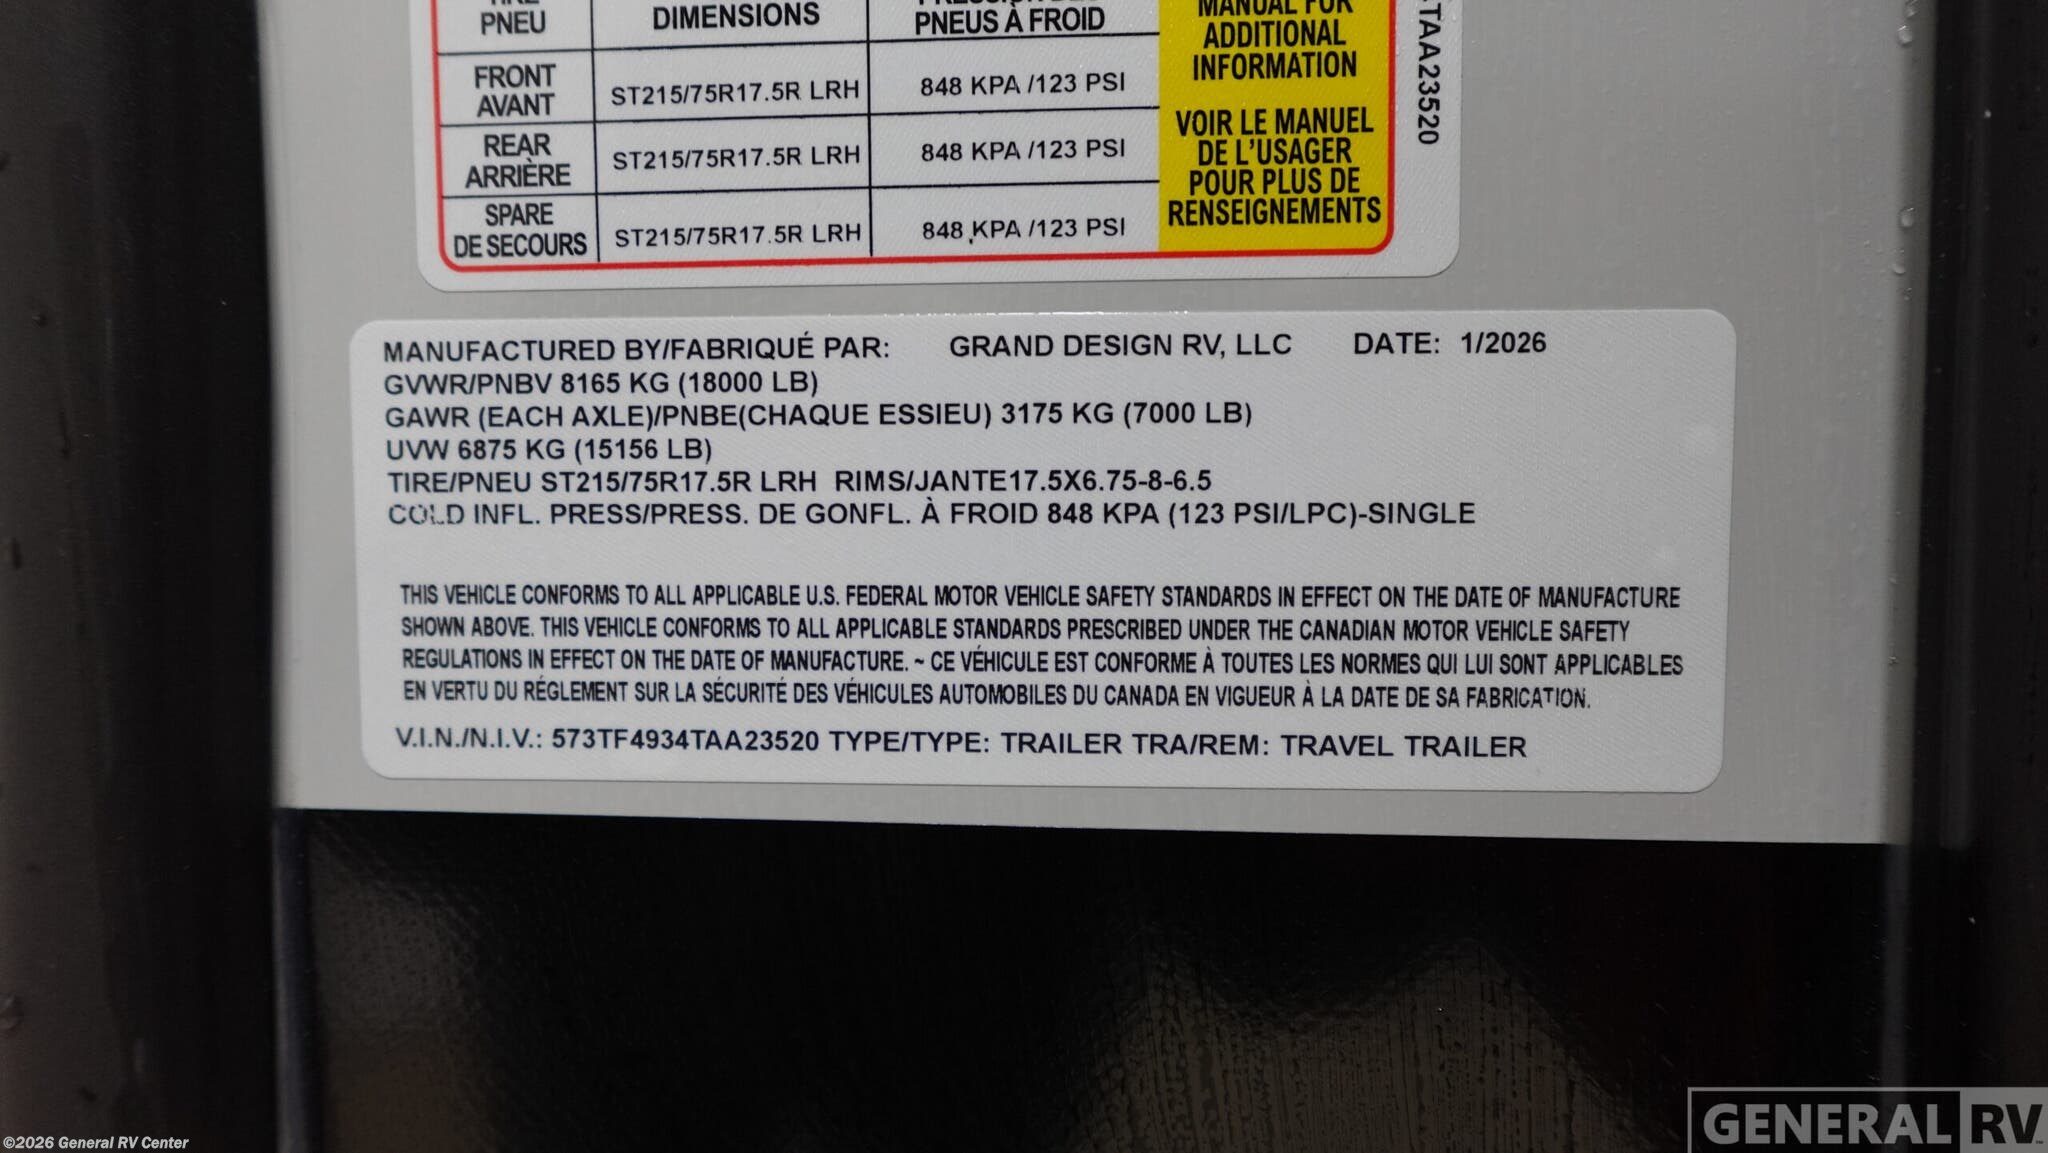 PNEU DIMENSIONS PNEUS À FROID
MANUAL FOR
ADDITIONAL
INFORMATION
FRONT
AVANT ST215/75R17.5R LRH 848 KPA /123 PSI
REAR
ARRIÈRE ST215/75R17.5R LRH 848 KPA /123 PSI
SPARE
DE SECOURS ST215/75R17.5R LRH 848 KPA /123 PSI
VOIR LE MANUEL
DE L'USAGER
POUR PLUS DE
RENSEIGNEMENTS
TAA23520
MANUFACTURED BY/FABRIQUÉ PAR: GRAND DESIGN RV, LLC DATE: 1/2026
GVWR/PNBV 8165 KG (18000 LB)
GAWR (EACH AXLE)/PNBE(CHAQUE ESSIEU) 3175 KG (7000 LB)
UVW 6875 KG (15156 LB)
TIRE/PNEU ST215/75R17.5R LRH RIMS/JANTE17.5X6.75-8-6.5
COLD INFL. PRESS/PRESS. DE GONFL. À FROID 848 KPA (123 PSI/LPC)-SINGLE
THIS VEHICLE CONFORMS TO ALL APPLICABLE U.S. FEDERAL MOTOR VEHICLE SAFETY STANDARDS IN EFFECT ON THE DATE OF MANUFACTURE
SHOWN ABOVE. THIS VEHICLE CONFORMS TO ALL APPLICABLE STANDARDS PRESCRIBED UNDER THE CANADIAN MOTOR VEHICLE SAFETY
REGULATIONS IN EFFECT ON THE DATE OF MANUFACTURE. ~ CE VÉHICULE EST CONFORME À TOUTES LES NORMES QUI LUI SONT APPLICABLES
EN VERTU DU RÉGLEMENT SUR LA SÉCURITÉ DES VÉHICULES AUTOMOBILES DU CANADA EN VIGUEUR À LA DATE DE SA FABRICATION.
V.I.N./N.I.V.: 573TF4934TAA23520 TYPE/TYPE: TRAILER TRA/REM: TRAVEL TRAILER
GENERAL RV
©2026 General RV Center